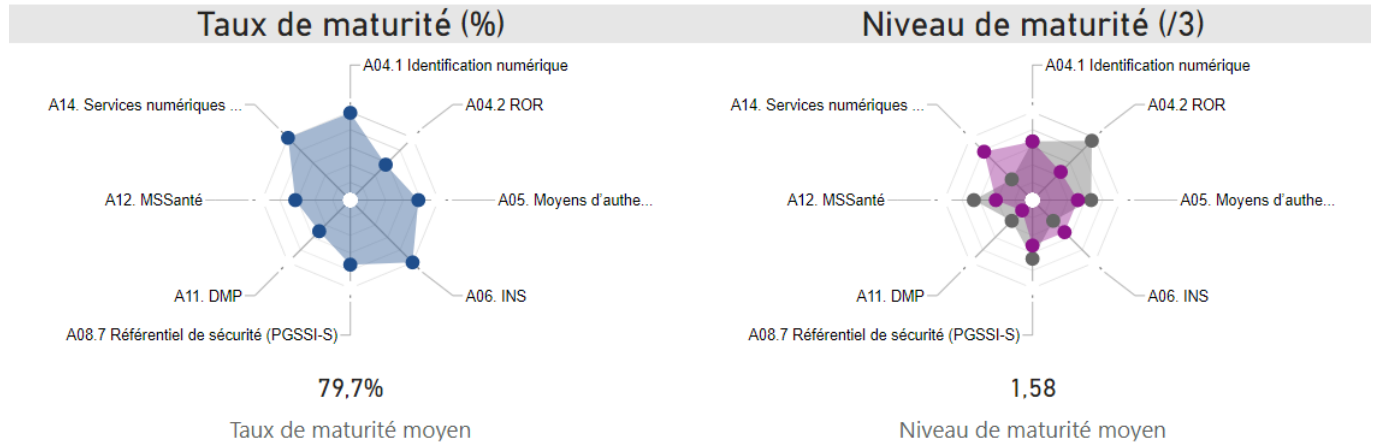 Taux de maturité (%)
A04.1 Identification numérique
A14. Services numériques ...
A04.2 ROR
A12. MSSanté
A05. Moyens d’authe...
A11. DMP
A06. INS
A08.7 Référentiel de sécurité (PGSSI-S)
79,7%
Taux de maturité moyen
Niveau de maturité (/3)
A04.1 Identification numérique
A14. Services numériques ...
A04.2 ROR
A12. MSSanté
A05. Moyens d’authe...
A11. DMP
A06. INS
A08.7 Référentiel de sécurité (PGSSI-S)
1,58
Niveau de maturité moyen